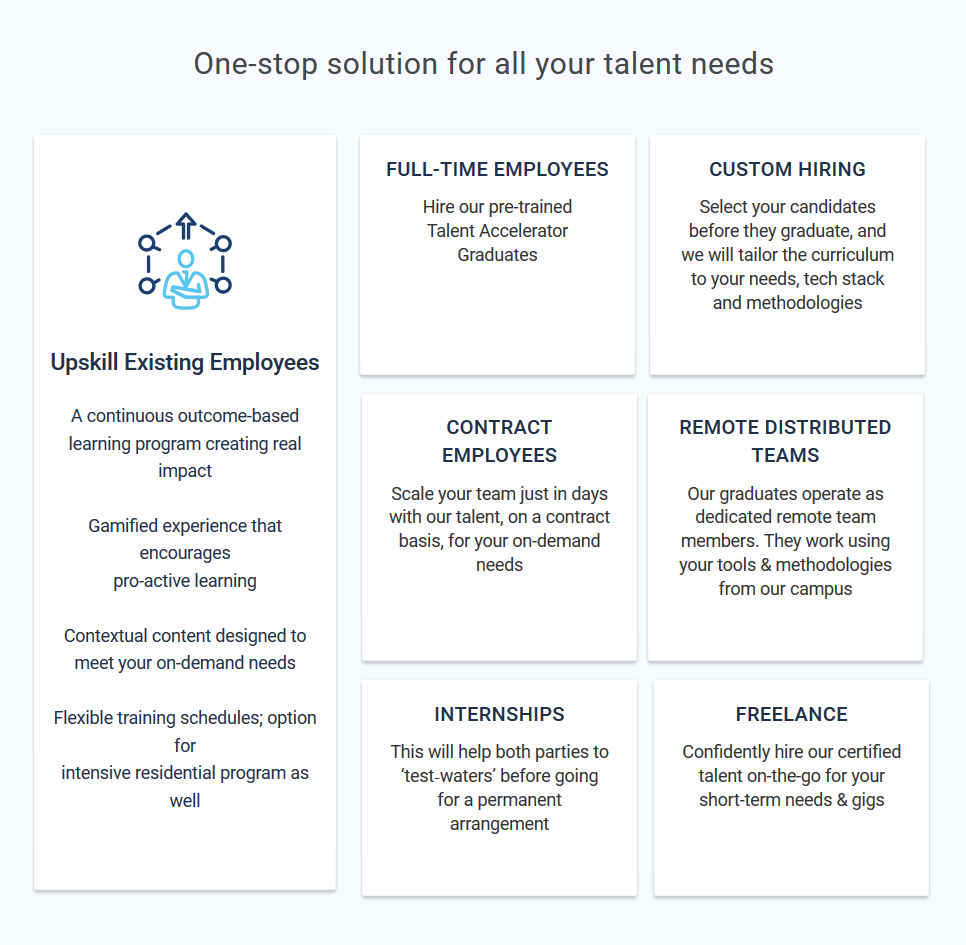 One-stop solution for all your talent needs
Upskill Existing Employees
A continuous outcome-based
learning program creating real
impact
Gamified experience that
encourages
pro-active learning
Contextual content designed to
meet your on-demand needs
Flexible training schedules; option
for
intensive residential program as
well
FULL-TIME EMPLOYEES
Hire our pre-trained
Talent Accelerator
Graduates
CUSTOM HIRING
Select your candidates
before they graduate, and
we will tailor the curriculum
to your needs, tech stack
and methodologies
CONTRACT
EMPLOYEES
Scale your team just in days
with our talent, on a contract
basis, for your on-demand
needs
REMOTE DISTRIBUTED
TEAMS
Our graduates operate as
dedicated remote team
members. They work using
your tools & methodologies
from our campus
INTERNSHIPS
This will help both parties to
‘test-waters’ before going
for a permanent
arrangement
FREELANCE
Confidently hire our certified
talent on-the-go for your
short-term needs & gigs